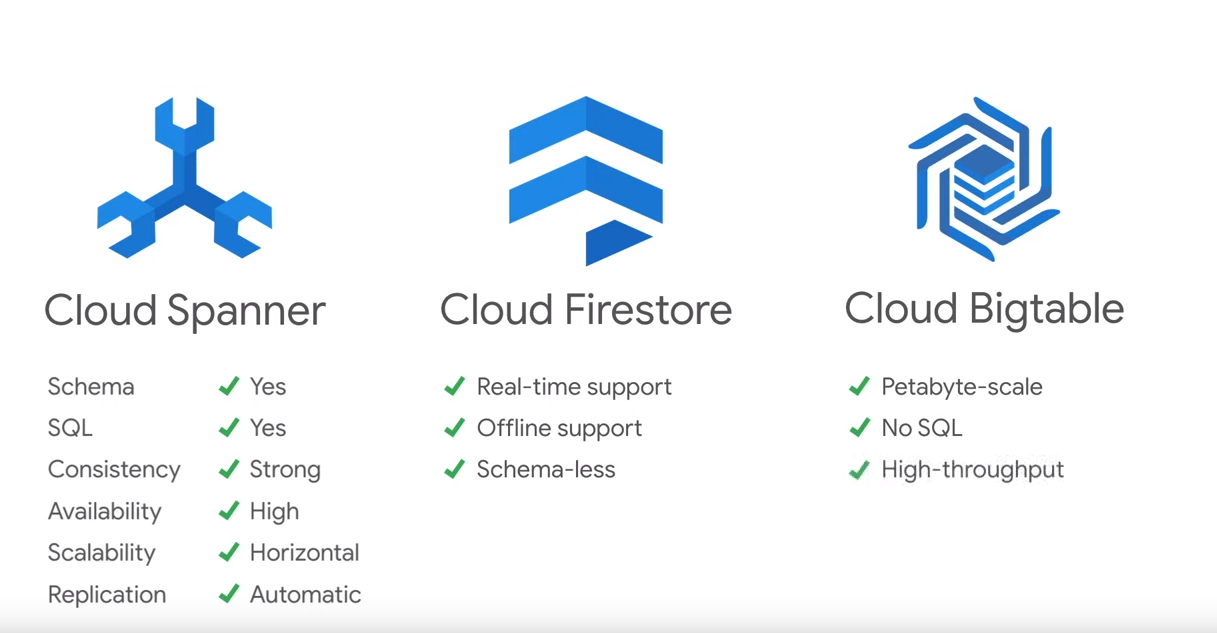 Cloud Spanner
Schema Yes
SQL Yes
Consistency Strong
Availability High
Scalability Horizontal
Replication Automatic
Cloud Firestore
Real-time support
Offline support
Schema-less
Cloud Bigtable
Petabyte-scale
No SQL
High-throughput